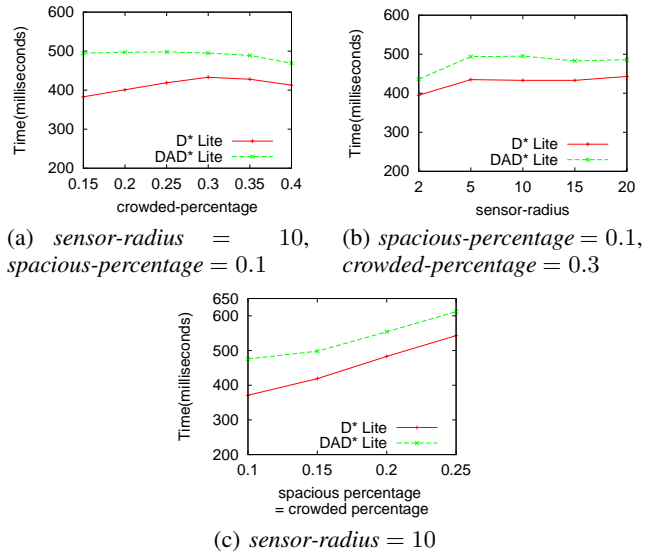 600
500
400
300
200
Time(milliseconds)
D* Lite
DAD* Lite
0.15 0.2 0.25 0.3 0.35 0.4
crowded-percentage
(a) sensor-radius = 10,
spacious-percentage = 0.1
600
500
400
300
200
Time(milliseconds)
D* Lite
DAD* Lite
2 5 10 15 20
sensor-radius
(b) spacious-percentage = 0.1,
crowded-percentage = 0.3
650
600
500
400
300
200
Time(milliseconds)
D* Lite
DAD* Lite
0.1 0.15 0.2 0.25
spacious percentage
= crowded percentage
(c) sensor-radius = 10